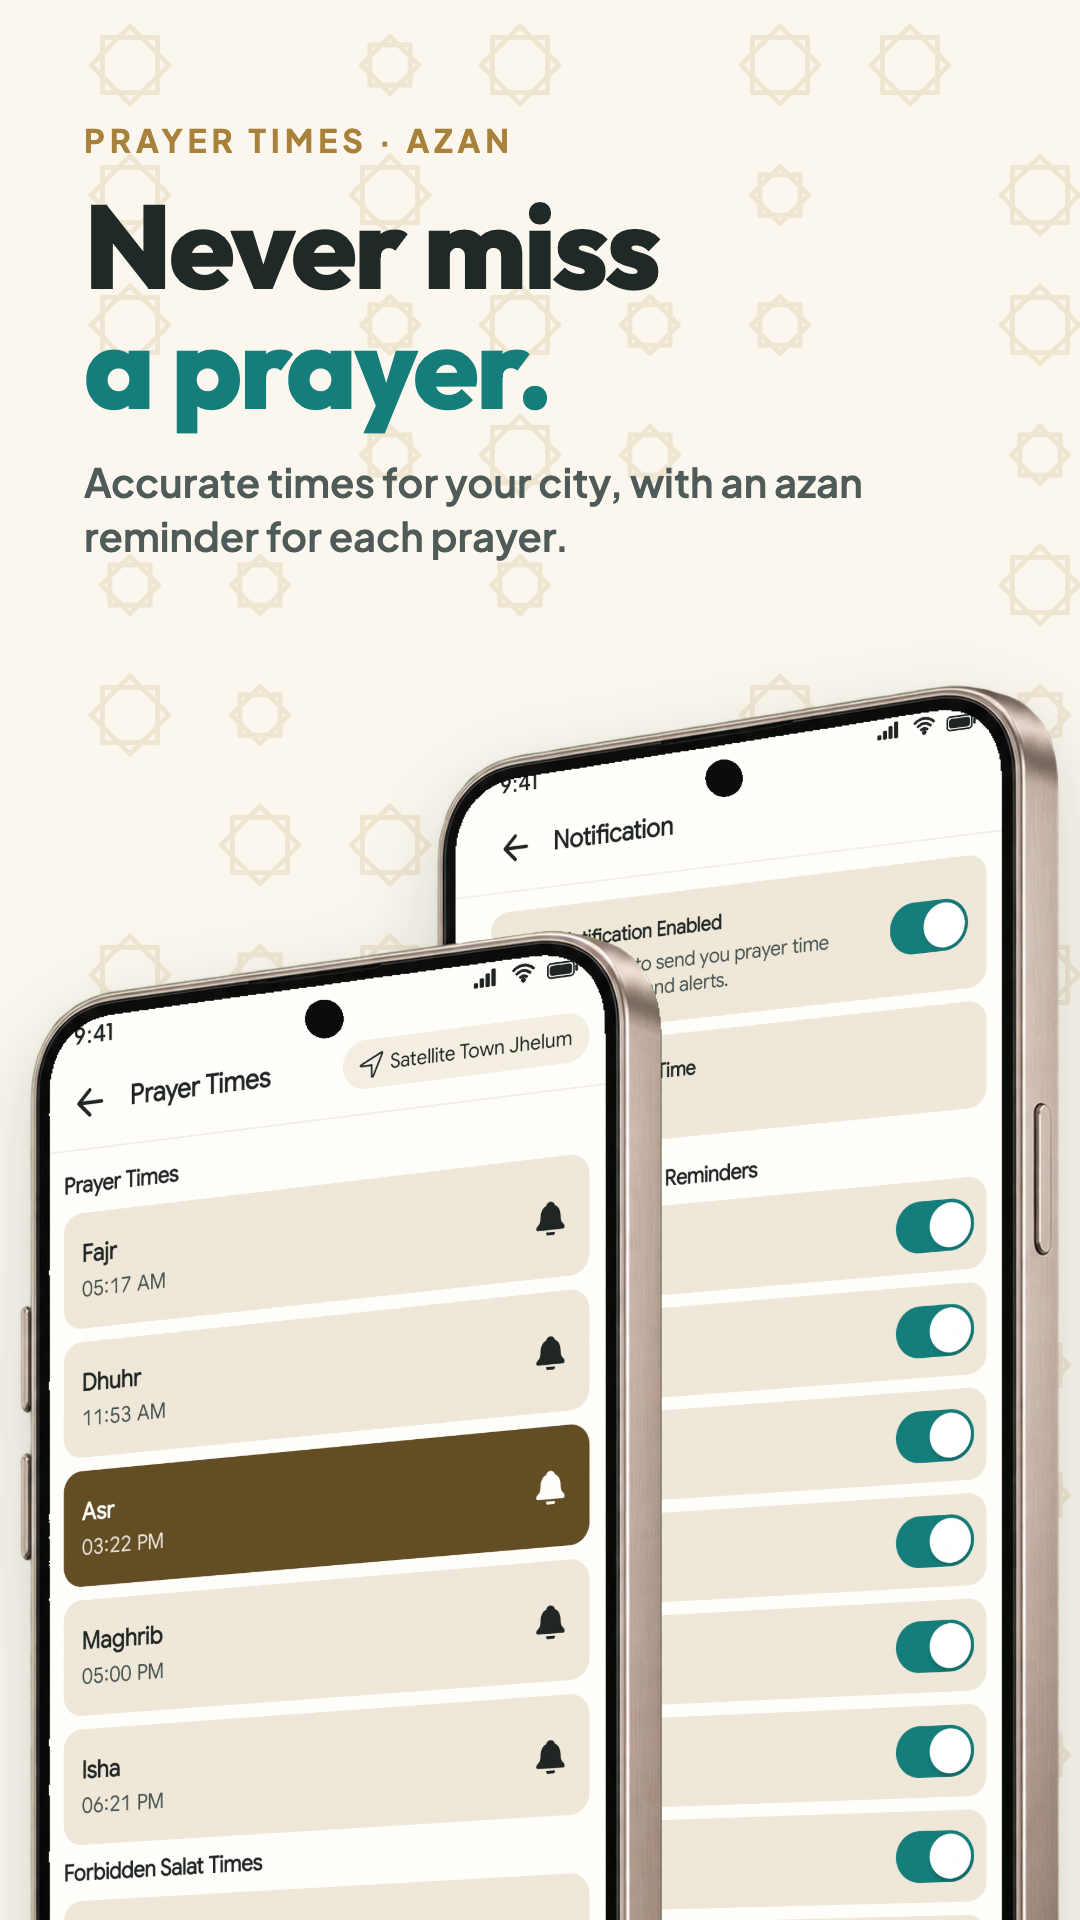 PRAYER TIMES · AZAN
Never miss
a prayer.
Accurate times for your city, with an azan
reminder for each prayer.
9:41
Notification
Notification Enabled
to send you prayer time
and alerts.
Time
Reminders
9:41
Prayer Times
Satellite Town Jhelum
Prayer Times
Fajr
05:17 AM
Dhuhr
11:53 AM
Asr
03:22 PM
Maghrib
05:00 PM
Isha
06:21 PM
Forbidden Salat Times